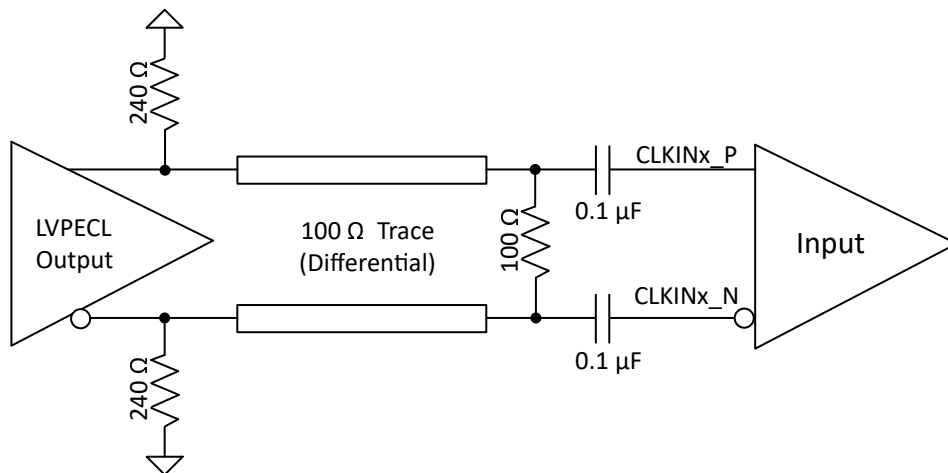 240 Ω
CLKINx_P
0.1 µF
LVPECL
Output
100 Ω Trace
(Differential)
100 Ω
Input
CLKINx_N
0.1 µF
240 Ω